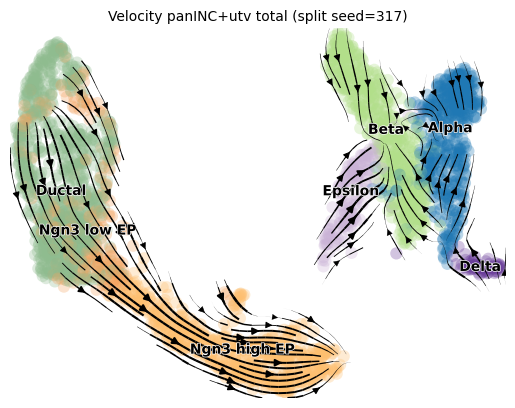 Velocity panINC+utv total (split seed=317)
Beta
Alpha
Ductal
Epsilon
Ngn3 low EP
Delta
Ngn3 high EP